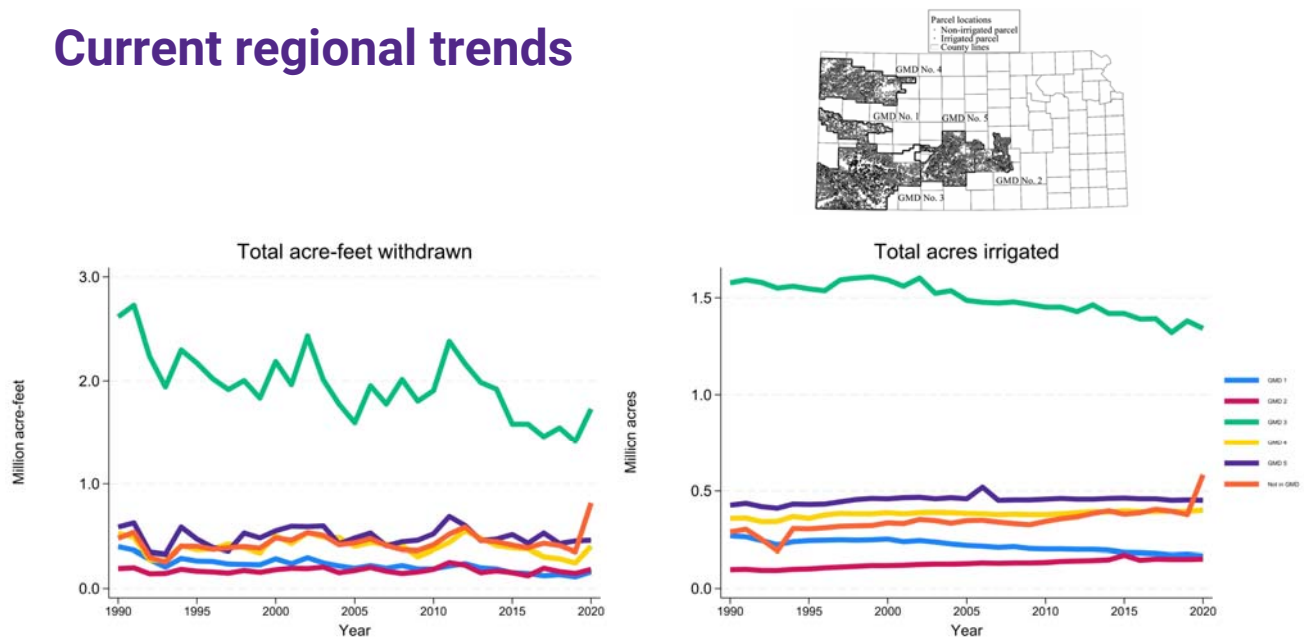 Current regional trends
Parcel locations
Non-irrigated parcel
Irrigated parcel
County lines
GMD No. 4
GMD No. 1
GMD No. 5
GMD No. 2
GMD No. 3
Total acre-feet withdrawn
Million acre-feet
3.0
2.0
1.0
0.0
1990
1995
2000
2005
2010
2015
2020
Year
Total acres irrigated
Million acres
1.5
1.0
0.5
0.0
1990
1995
2000
2005
2010
2015
2020
Year
GMD 1
GMD 2
GMD 3
GMD 4
GMD 5
Not in GMD